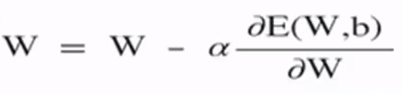 W = W - α ∂E(W,b) / ∂W